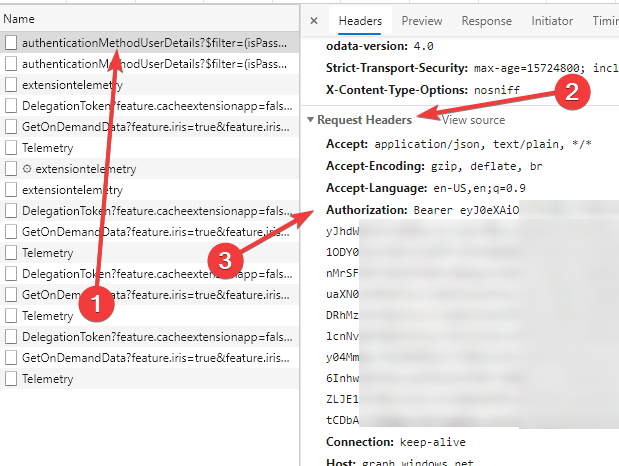 Name
authenticationMethodUserDetails?$filter=(isPass...
authenticationMethodUserDetails?$filter=(isPass...
extensiontelemetry
DelegationToken?feature.cacheextensionapp=fals...
GetOnDemandData?feature.iris=true&feature.iris...
Telemetry
extensiontelemetry
extensiontelemetry
DelegationToken?feature.cacheextensionapp=fals...
GetOnDemandData?feature.iris=true&feature.iris...
Telemetry
DelegationToken?feature.cacheextensionapp=fals...
GetOnDemandData?feature.iris=true&feature.iris...
Telemetry
DelegationToken?feature.cacheextensionapp=fals...
GetOnDemandData?feature.iris=true&feature.iris...
Telemetry
1
Headers Preview Response Initiator Timin
odata-version: 4.0
Strict-Transport-Security: max-age=15724800; incl
X-Content-Type-Options: nosniff
2
Request Headers View source
Accept: application/json, text/plain, */*
Accept-Encoding: gzip, deflate, br
Accept-Language: en-US,en;q=0.9
Authorization: Bearer eyJ0eXAiO
3
yJhdW
1ODY0
nMrSF
uaXN0
DRhMz
lcnNv
y04Mm
6Inhw
ZLJE1
tCDbA
Connection: keep-alive
Host: graph.windows.net